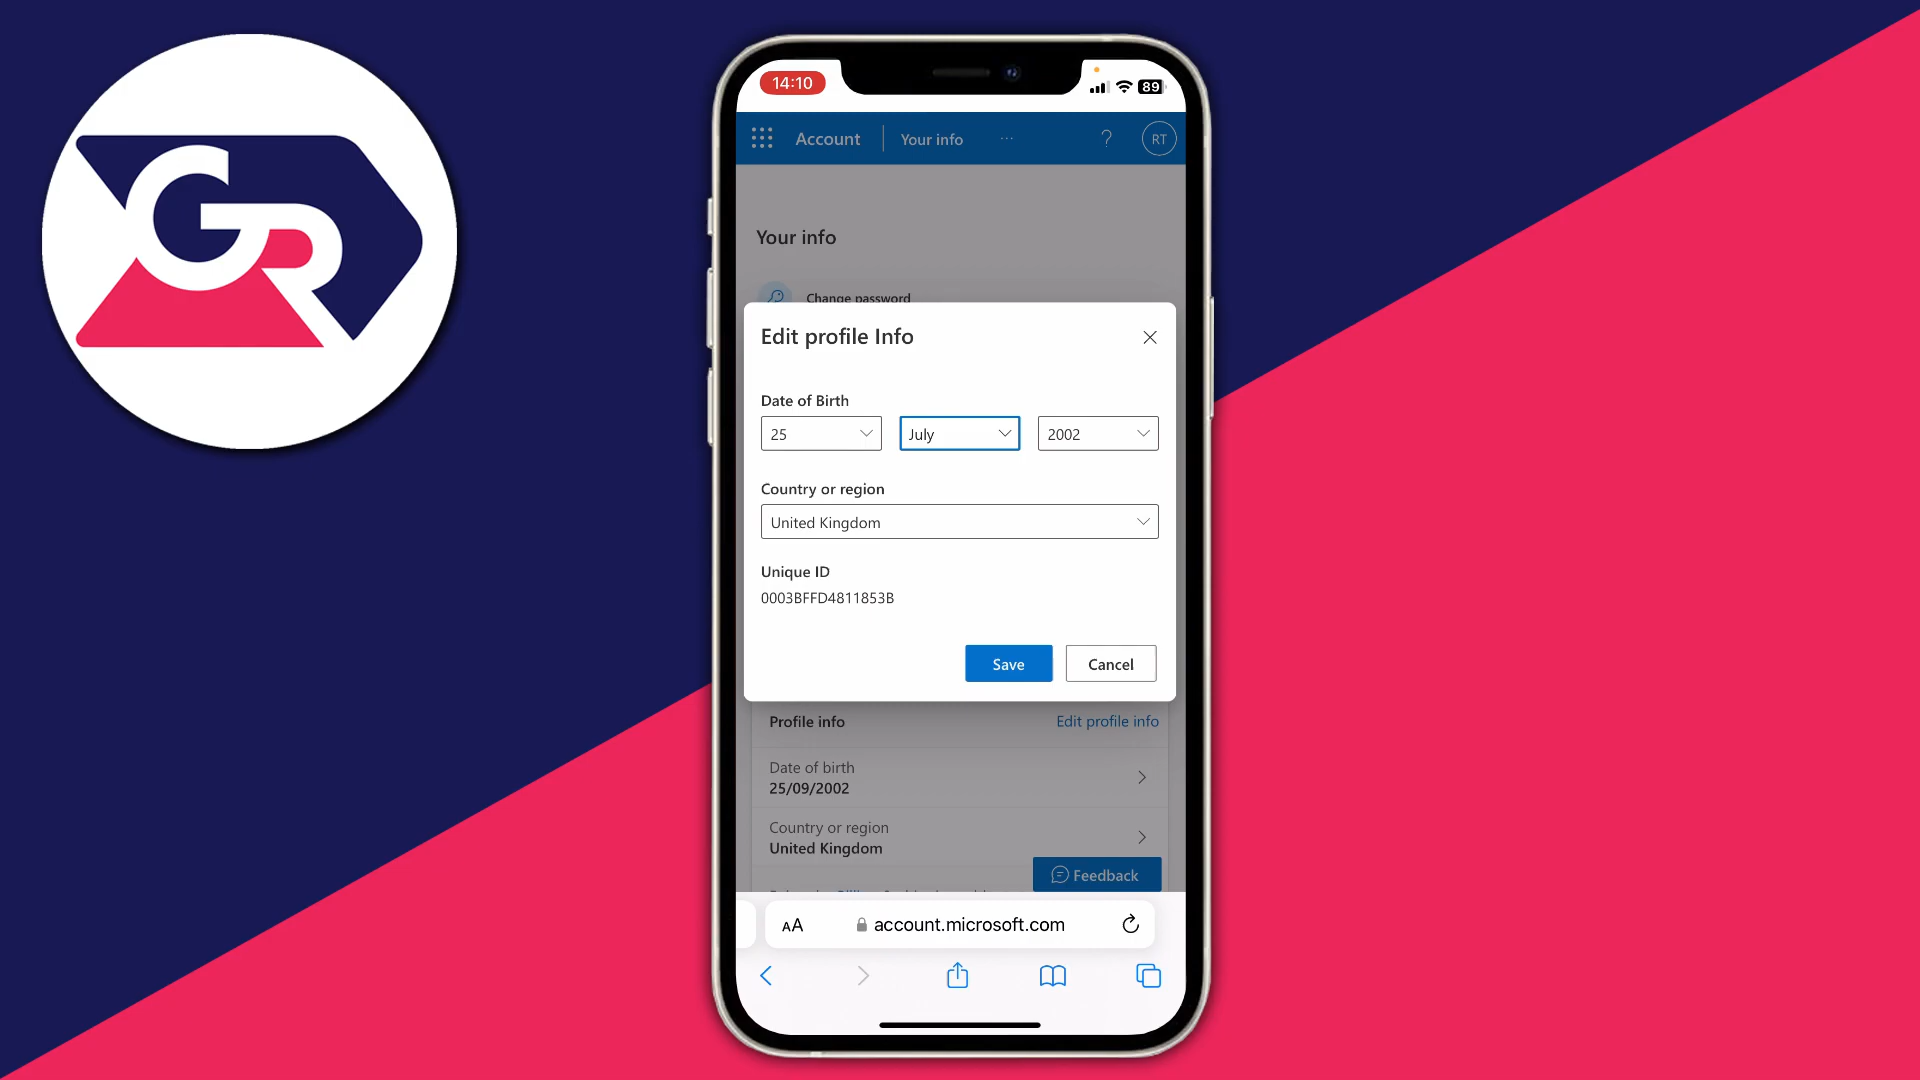 GR
14:10
89
Account
Your info
...
?
RT
Your info
Change password
Edit profile Info
Date of Birth
25
July
2002
Country or region
United Kingdom
Unique ID
0003BFFD4811853B
Save
Cancel
Profile info
Edit profile info
Date of birth
25/09/2002
Country or region
United Kingdom
Feedback
AA
account.microsoft.com